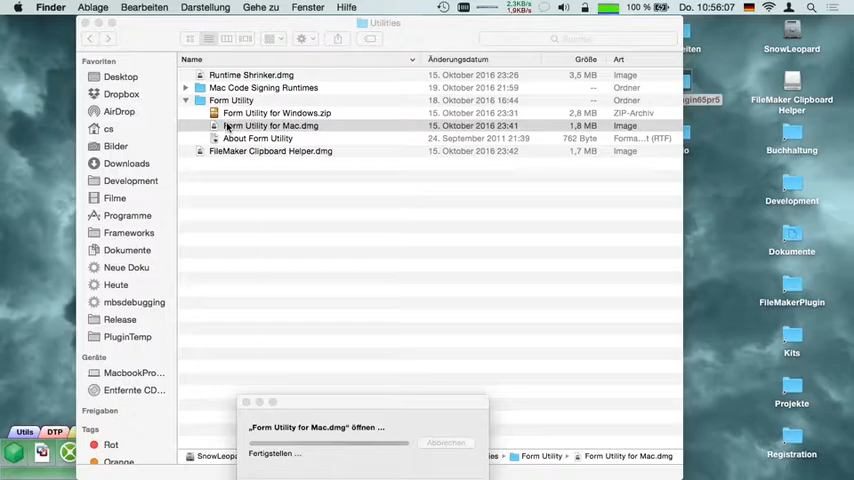 Finder Ablage Bearbeiten Darstellung Gehe zu Fenster Hilfe 2,3KB/s 1,9KB/s 100 % Do. 10:56:07
Utilities
Suchen
Name Änderungsdatum Größe Art
Favoriten
Desktop
Dropbox
AirDrop
cs
Bilder
Downloads
Development
Filme
Programme
Frameworks
Dokumente
Neue Doku
Heute
mbsdebugging
Release
PluginTemp
Geräte
MacbookPro...
Entfernte CD...
Freigaben
Tags
Rot
Orange
Runtime Shrinker.dmg 15. Oktober 2016 23:26 3,5 MB Image
Mac Code Signing Runtimes 19. Oktober 2016 21:59 -- Ordner
Form Utility 18. Oktober 2016 16:44 -- Ordner
Form Utility for Windows.zip 15. Oktober 2016 23:31 2,8 MB ZIP-Archiv
Form Utility for Mac.dmg 15. Oktober 2016 23:41 1,8 MB Image
About Form Utility 24. September 2011 21:39 762 Byte Forma...t (RTF)
FileMaker Clipboard Helper.dmg 15. Oktober 2016 23:42 1,7 MB Image
„Form Utility for Mac.dmg“ öffnen ...
Abbrechen
Fertigstellen ...
Form Utility Form Utility for Mac.dmg
Utils DTP
SnowLeopard
FileMaker Clipboard
Helper
Buchhaltung
Development
Dokumente
FileMakerPlugin
Kits
Projekte
Registration